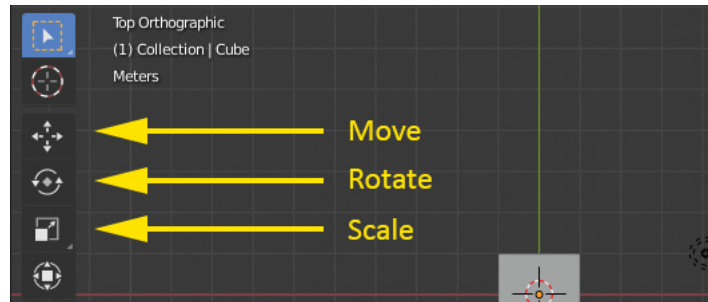 Top Orthographic
(1) Collection | Cube
Meters
Move
Rotate
Scale